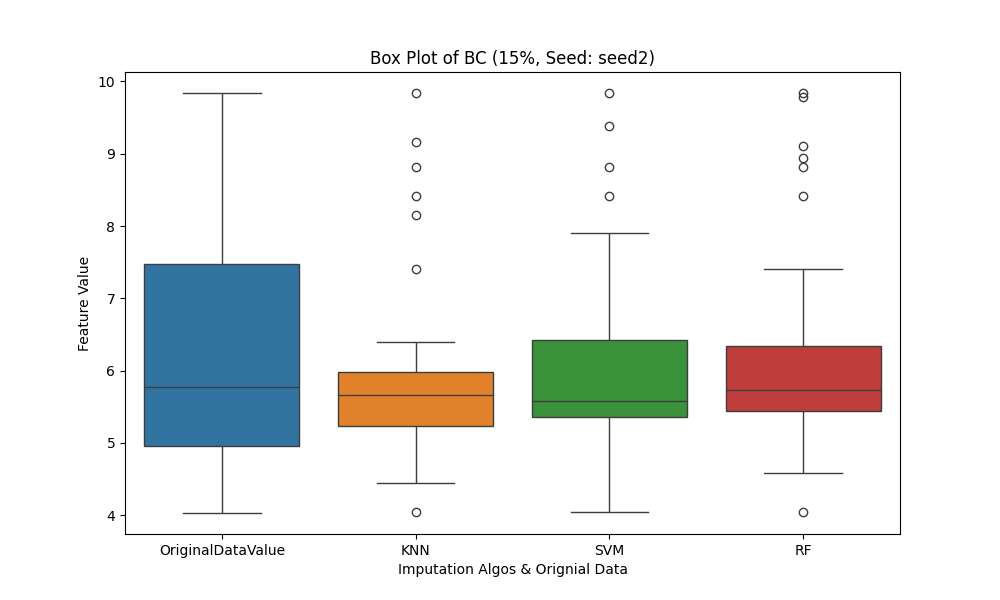 Box Plot of BC (15%, Seed: seed2)
10
9
8
7
6
5
4
Feature Value
OriginalDataValue
KNN
SVM
RF
Imputation Algos & Orignial Data